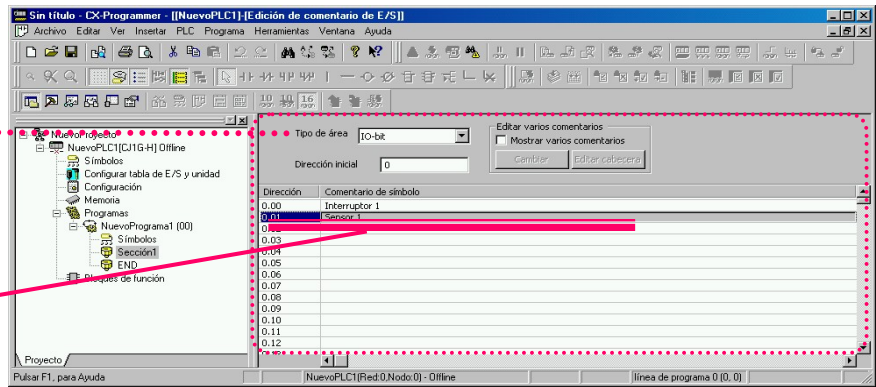 Sin título - CX-Programmer - [[NuevoPLC1]-[Edición de comentario de E/S]]
Archivo Editar Ver Insertar PLC Programa Herramientas Ventana Ayuda
16
NuevoProyecto
NuevoPLC1[CJ1G-H] Offline
Símbolos
Configurar tabla de E/S y unidad
Configuración
Memoria
Programas
NuevoPrograma1 (00)
Símbolos
Sección1
END
Bloques de función
Proyecto
Tipo de área IO-bit
Dirección inicial 0
Editar varios comentarios
Mostrar varios comentarios
Cambiar Editar cabecera
Dirección Comentario de símbolo
0.00 Interruptor 1
0.01 Sensor 1
0.02
0.03
0.04
0.05
0.06
0.07
0.08
0.09
0.10
0.11
0.12
Pulsar F1, para Ayuda NuevoPLC1(Red:0,Nodo:0) - Offline línea de programa 0 (0, 0)